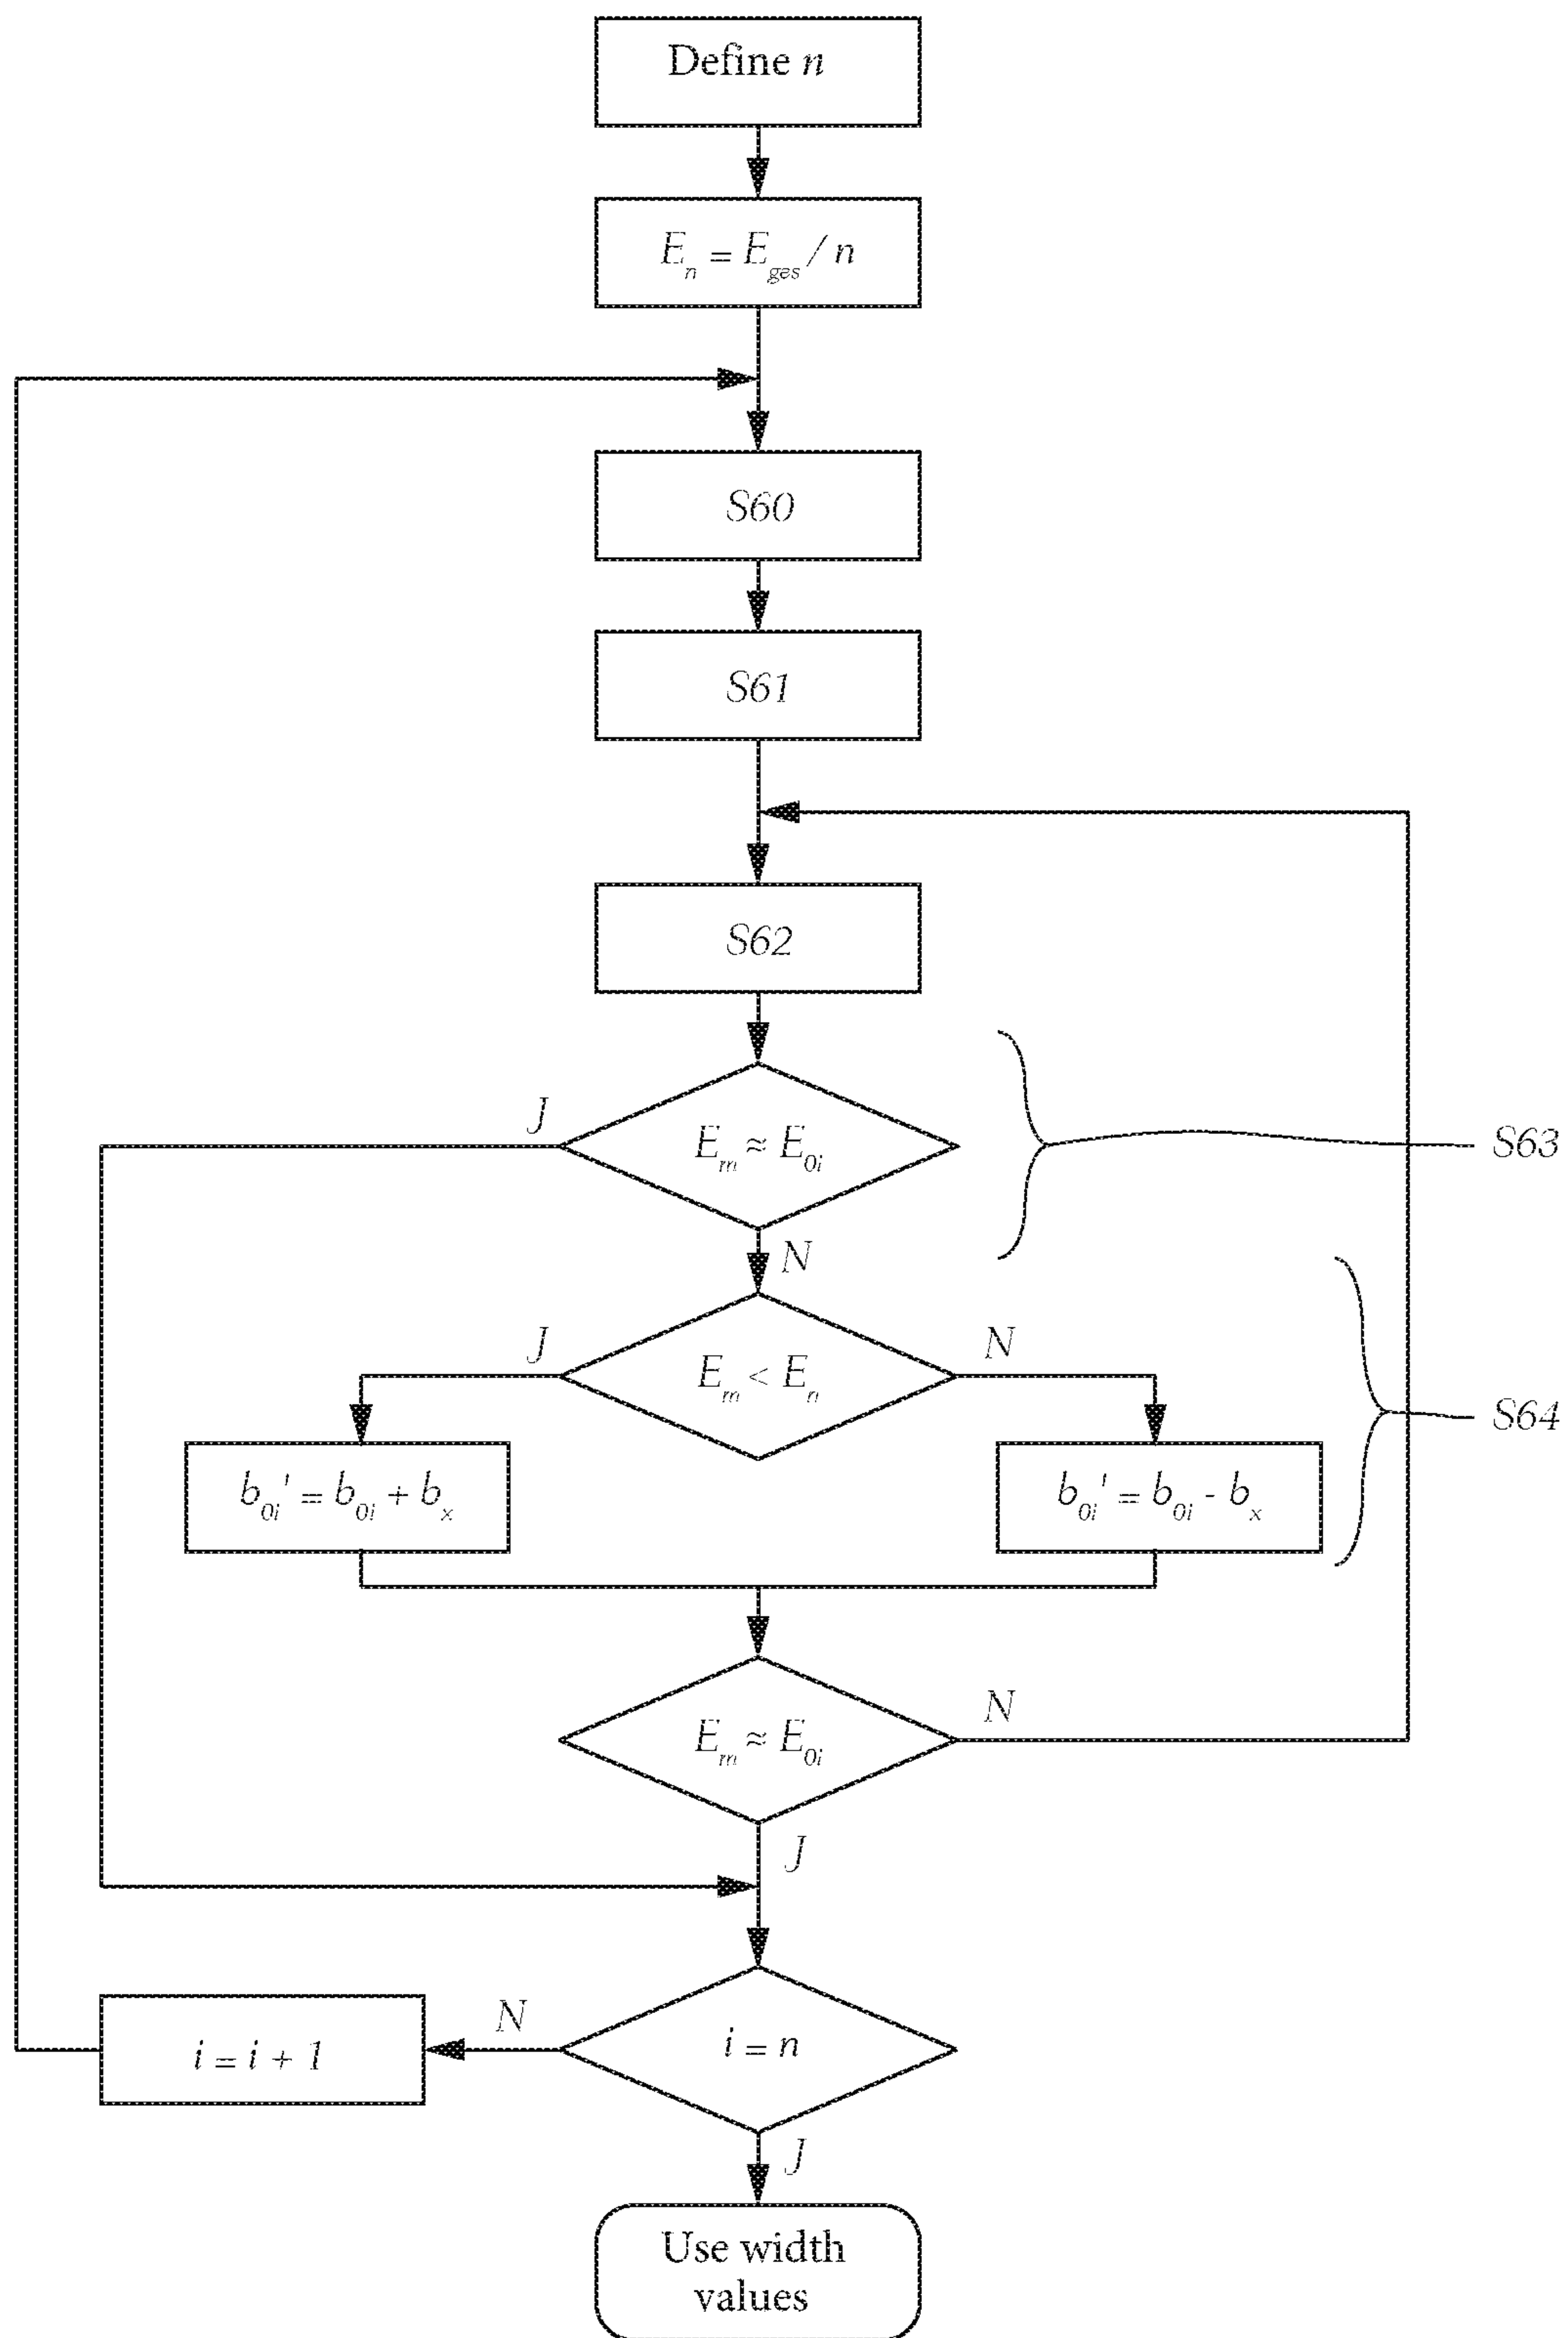 Define n
E_n = E_ges / n
S60
S61
S62
J
E_m ≈ E_0i
S63
N
J
N
E_m < E_n
S64
b_0i' = b_0i + b_x
b_0i' = b_0i - b_x
N
E_m ≈ E_0i
J
N
i = n
i = i + 1
J
Use width
values